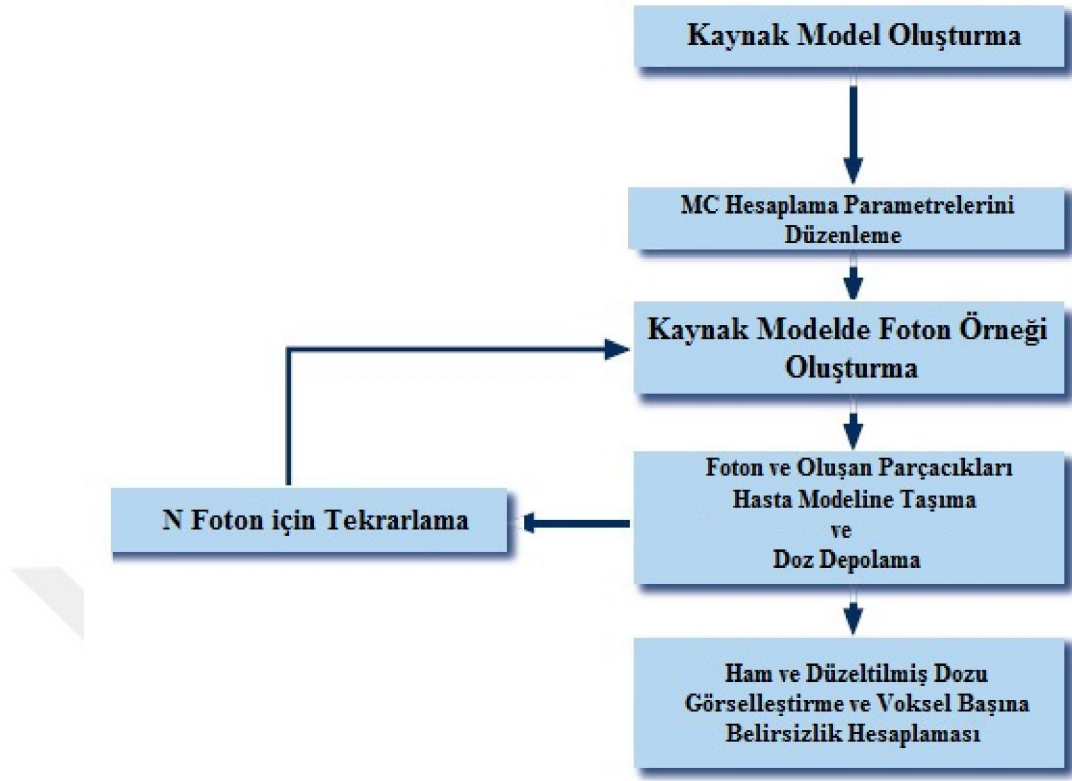 Kaynak Model Oluşturma
MC Hesaplama Parametrelerini
Düzenleme
Kaynak Modelde Foton Örneği
Oluşturma
Foton ve Oluşan Parçacıkları
Hasta Modeline Taşıma
ve
Doz Depolama
N Foton için Tekrarlama
Ham ve Düzeltilmiş Dozu
Görselleştirme ve Voksel Başına
Belirsizlik Hesaplaması